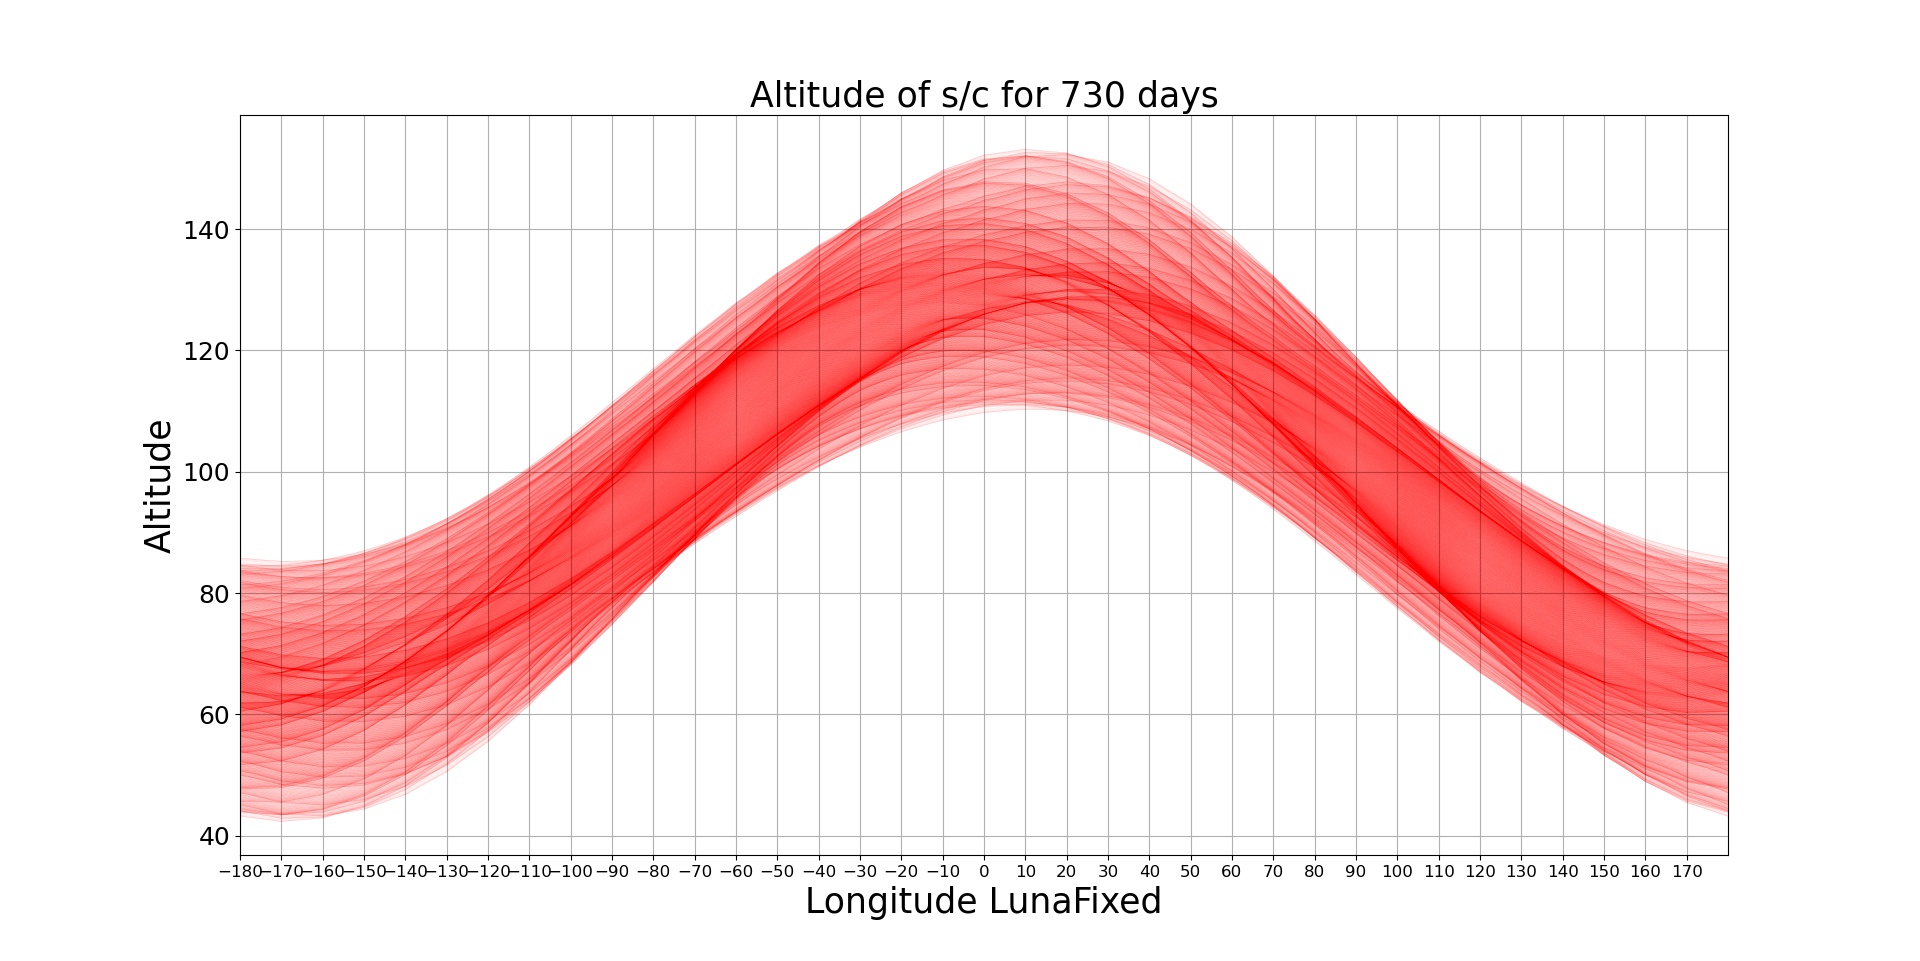 Altitude of s/c for 730 days
Altitude
140
120
100
80
60
40
−180 −170 −160 −150 −140 −130 −120 −110 −100 −90 −80 −70 −60 −50 −40 −30 −20 −10 0 10 20 30 40 50 60 70 80 90 100 110 120 130 140 150 160 170
Longitude LunaFixed